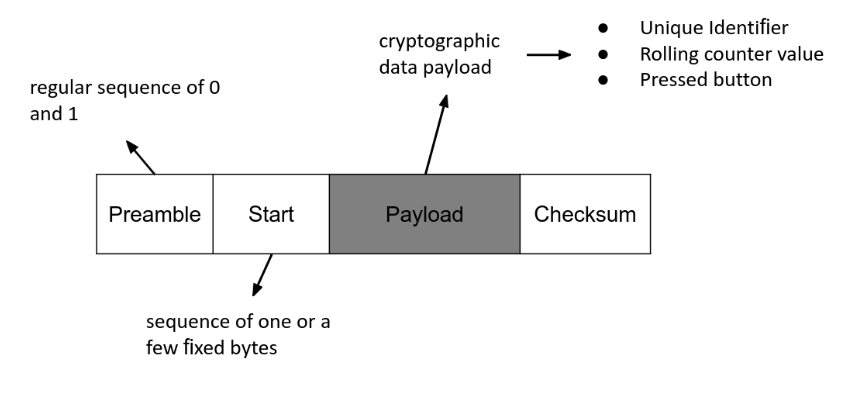 cryptographic
data payload
● Unique Identifier
● Rolling counter value
● Pressed button
regular sequence of 0
and 1
Preamble
Start
Payload
Checksum
sequence of one or a
few fixed bytes